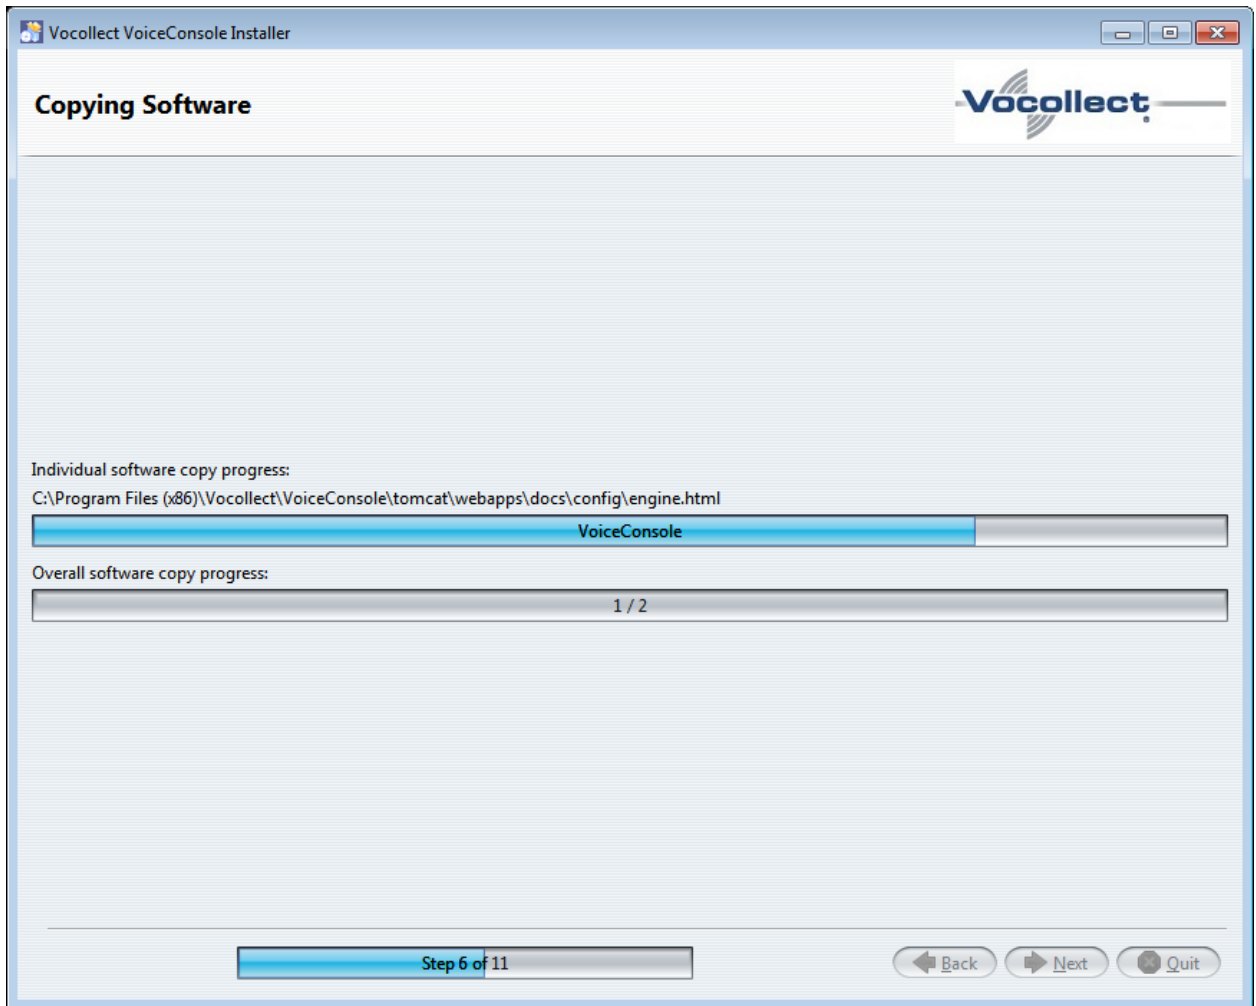 Vocollect VoiceConsole Installer
Copying Software
Vocollect
Individual software copy progress:
C:\Program Files (x86)\Vocollect\VoiceConsole\tomcat\webapps\docs\config\engine.html
VoiceConsole
Overall software copy progress:
1 / 2
Step 6 of 11
Back Next Quit